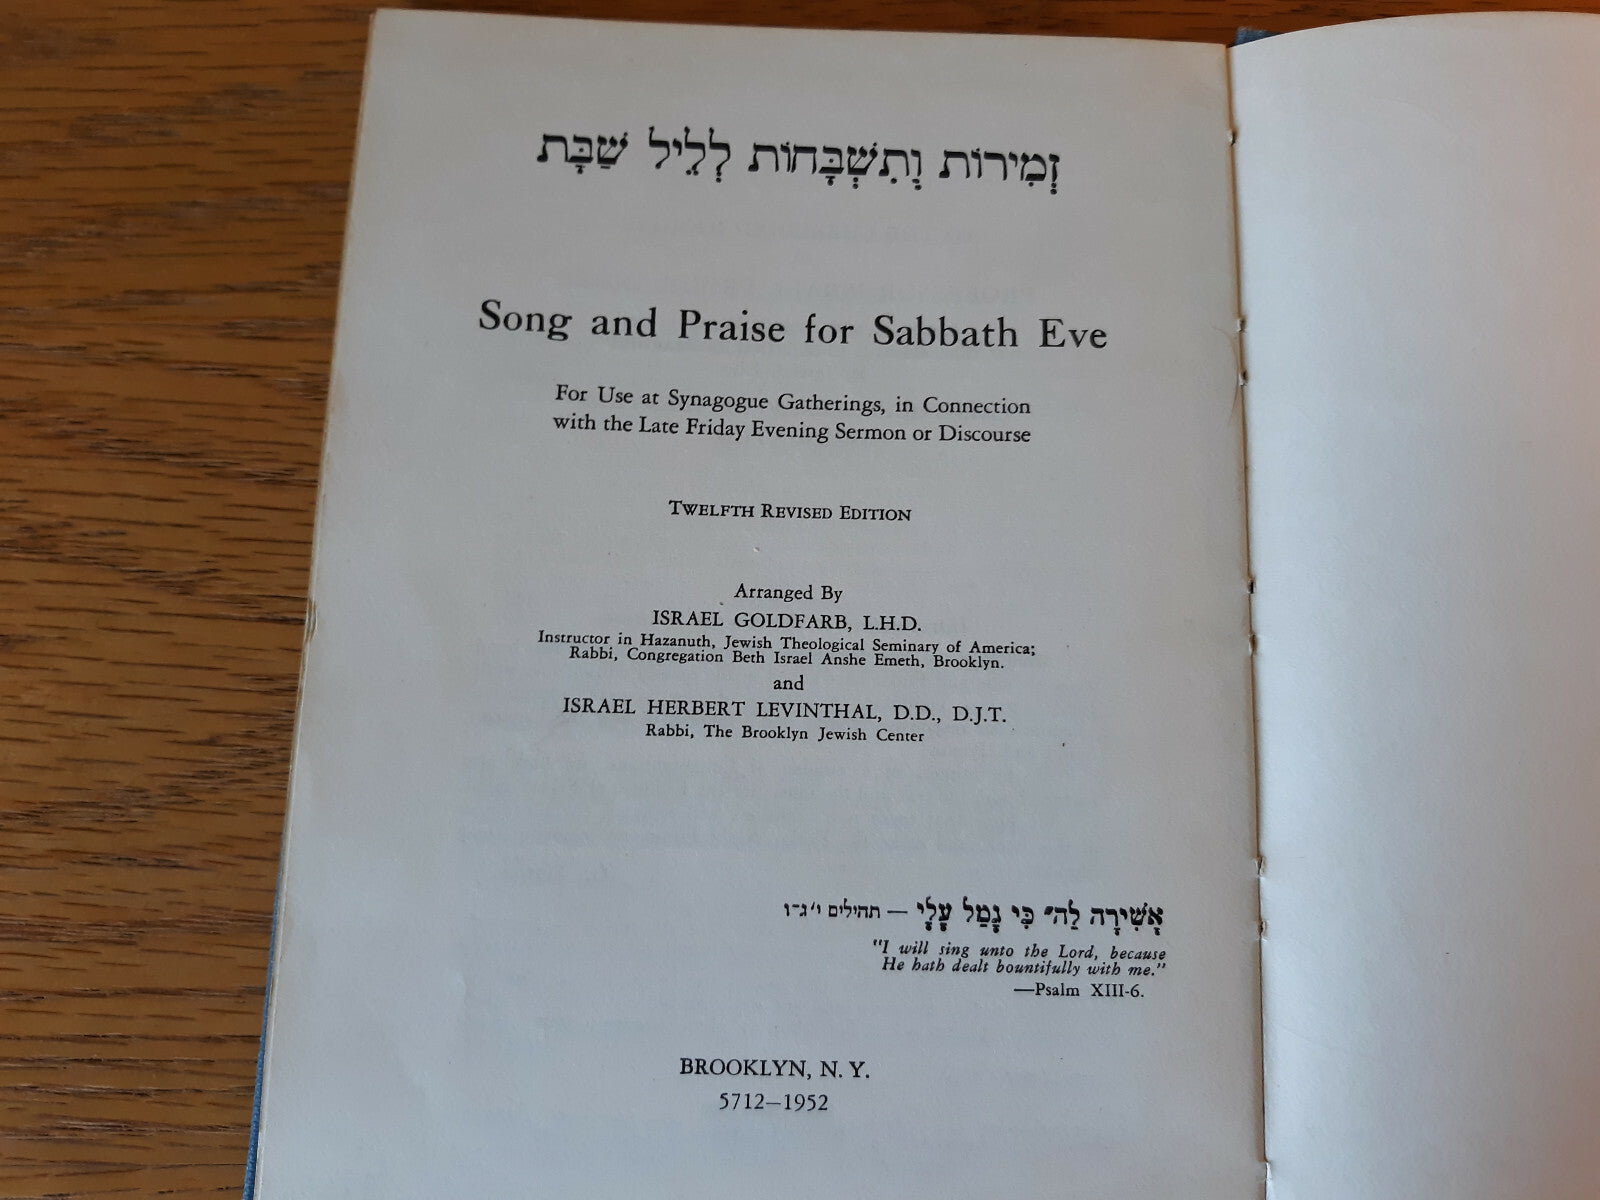 זְמִירוֹת וְתִשְׁבָּחוֹת לְלֵיל שַׁבָּת
Song and Praise for Sabbath Eve
For Use at Synagogue Gatherings, in Connection
with the Late Friday Evening Sermon or Discourse
TWELFTH REVISED EDITION
Arranged By
ISRAEL GOLDFARB, L.H.D.
Instructor in Hazanuth, Jewish Theological Seminary of America;
Rabbi, Congregation Beth Israel Anshe Emeth, Brooklyn.
and
ISRAEL HERBERT LEVINTHAL, D.D., D.J.T.
Rabbi, The Brooklyn Jewish Center
אָשִׁירָה לַה׳ כִּי גָמַל עָלָי — תהילים י׳ג־ו
"I will sing unto the Lord, because
He hath dealt bountifully with me."
—Psalm XIII-6.
BROOKLYN, N. Y.
5712—1952